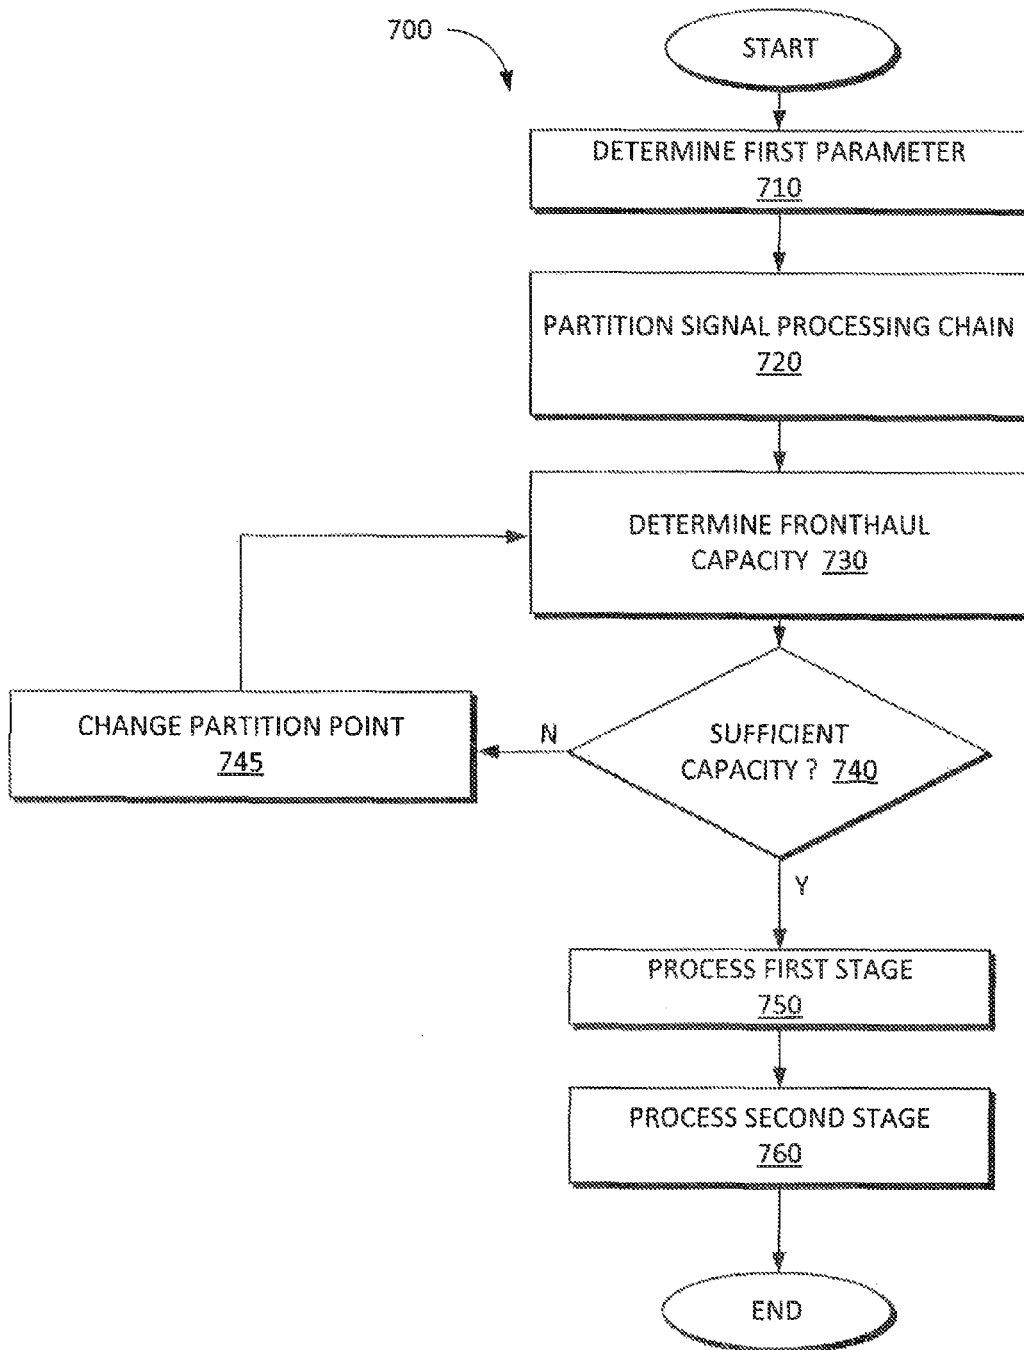 700
START
DETERMINE FIRST PARAMETER
710
PARTITION SIGNAL PROCESSING CHAIN
720
DETERMINE FRONTHAUL
CAPACITY 730
CHANGE PARTITION POINT
745
N
SUFFICIENT
CAPACITY ? 740
Y
PROCESS FIRST STAGE
750
PROCESS SECOND STAGE
760
END